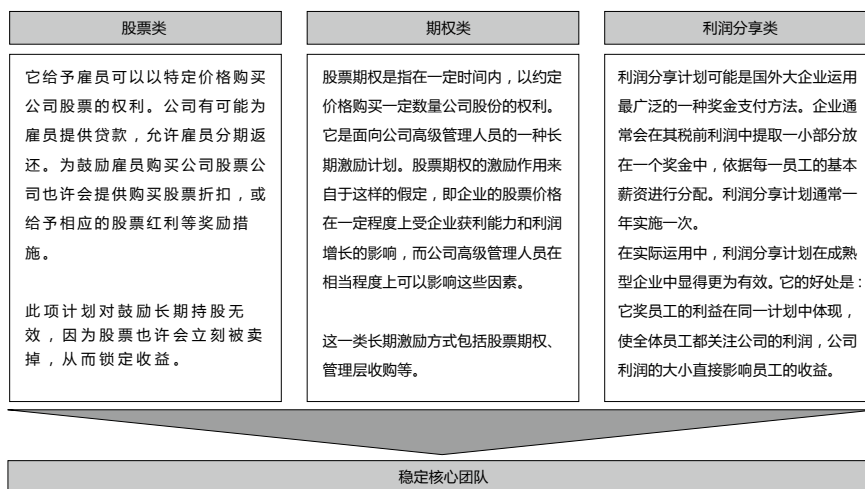 股票类
它给予雇员可以以特定价格购买
公司股票的权利。公司有可能为
雇员提供贷款，允许雇员分期返
还。为鼓励雇员购买公司股票公
司也许会提供购买股票折扣，或
给予相应的股票红利等奖励措
施。
此项计划对鼓励长期持股无
效，因为股票也许会立刻被卖
掉，从而锁定收益。
期权类
股票期权是指在一定时间内，以约定
价格购买一定数量公司股份的权利。
它是面向公司高级管理人员的一种长
期激励计划。股票期权的激励作用来
自于这样的假定，即企业的股票价格
在一定程度上受企业获利能力和利润
增长的影响，而公司高级管理人员在
相当程度上可以影响这些因素。
这一类长期激励方式包括股票期权、
管理层收购等。
利润分享类
利润分享计划可能是国外大企业运用
最广泛的一种奖金支付方法。企业通
常会在其税前利润中提取一小部分放
在一个奖金中，依据每一员工的基本
薪资进行分配。利润分享计划通常一
年实施一次。
在实际运用中，利润分享计划在成熟
型企业中显得更为有效。它的好处是：
它奖员工的利益在同一计划中体现，
使全体员工都关注公司的利润，公司
利润的大小直接影响员工的收益。
稳定核心团队